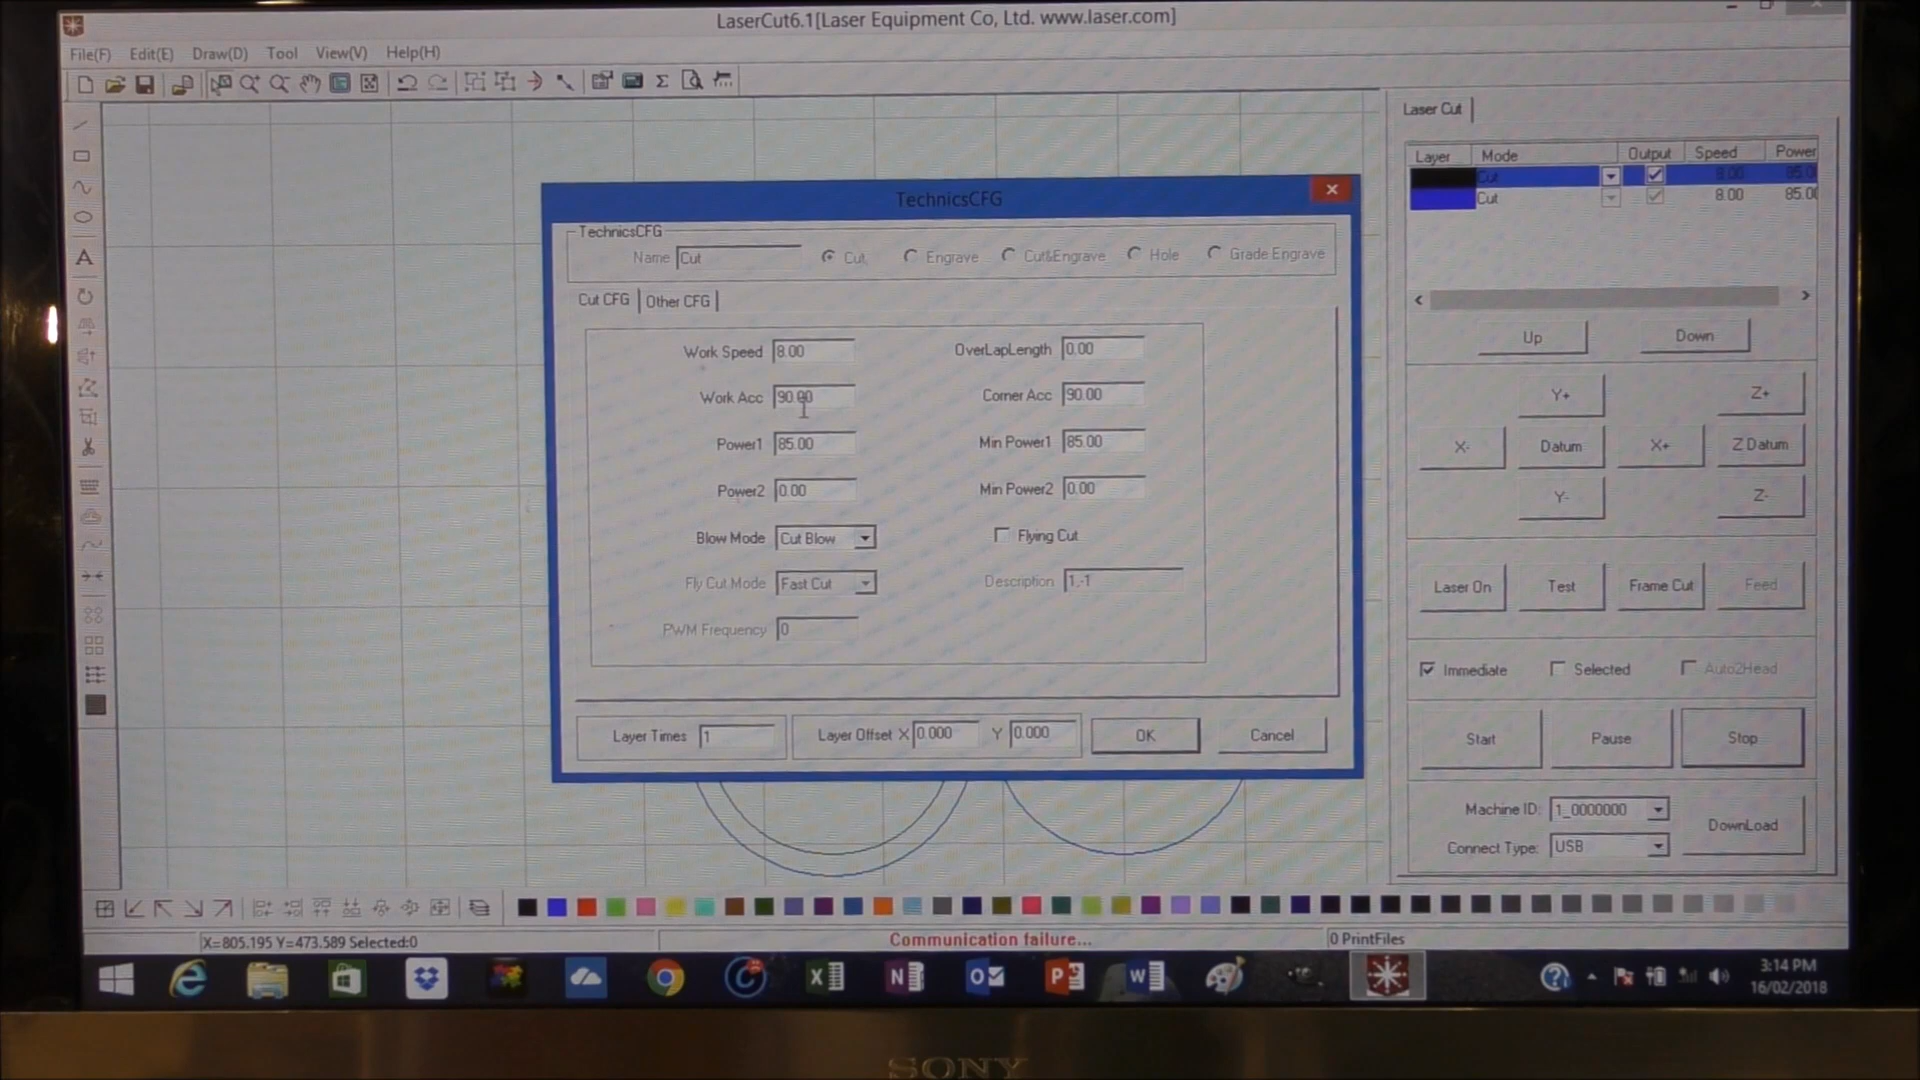 LaserCut6.1[Laser Equipment Co, Ltd. www.laser.com]
File(F) Edit(E) Draw(D) Tool View(V) Help(H)
Laser Cut
Layer Mode Output Speed Power
Cut 8.00 85.00
Cut 8.00 85.00
TechnicsCFG
TechnicsCFG
Name Cut Cut Engrave Cut&Engrave Hole Grade Engrave
Cut CFG Other CFG
Work Speed 8.00 OverLapLength 0.00
Work Acc 90.00 Corner Acc 90.00
Power1 85.00 Min Power1 85.00
Power2 0.00 Min Power2 0.00
Blow Mode Cut Blow Flying Cut
Fly Cut Mode Fast Cut Description 1,-1
PWM Frequency 0
Layer Times 1 Layer Offset X 0.000 Y 0.000 OK Cancel
Up Down
Y+ Z+
X- Datum X+ Z Datum
Y- Z-
Laser On Test Frame Cut Feed
Immediate Selected Auto2Head
Start Pause Stop
Machine ID: 1_0000000
Connect Type: USB
DownLoad
X=805.195 Y=473.589 Selected:0 Communication failure... 0 PrintFiles
3:14 PM
16/02/2018
SONY